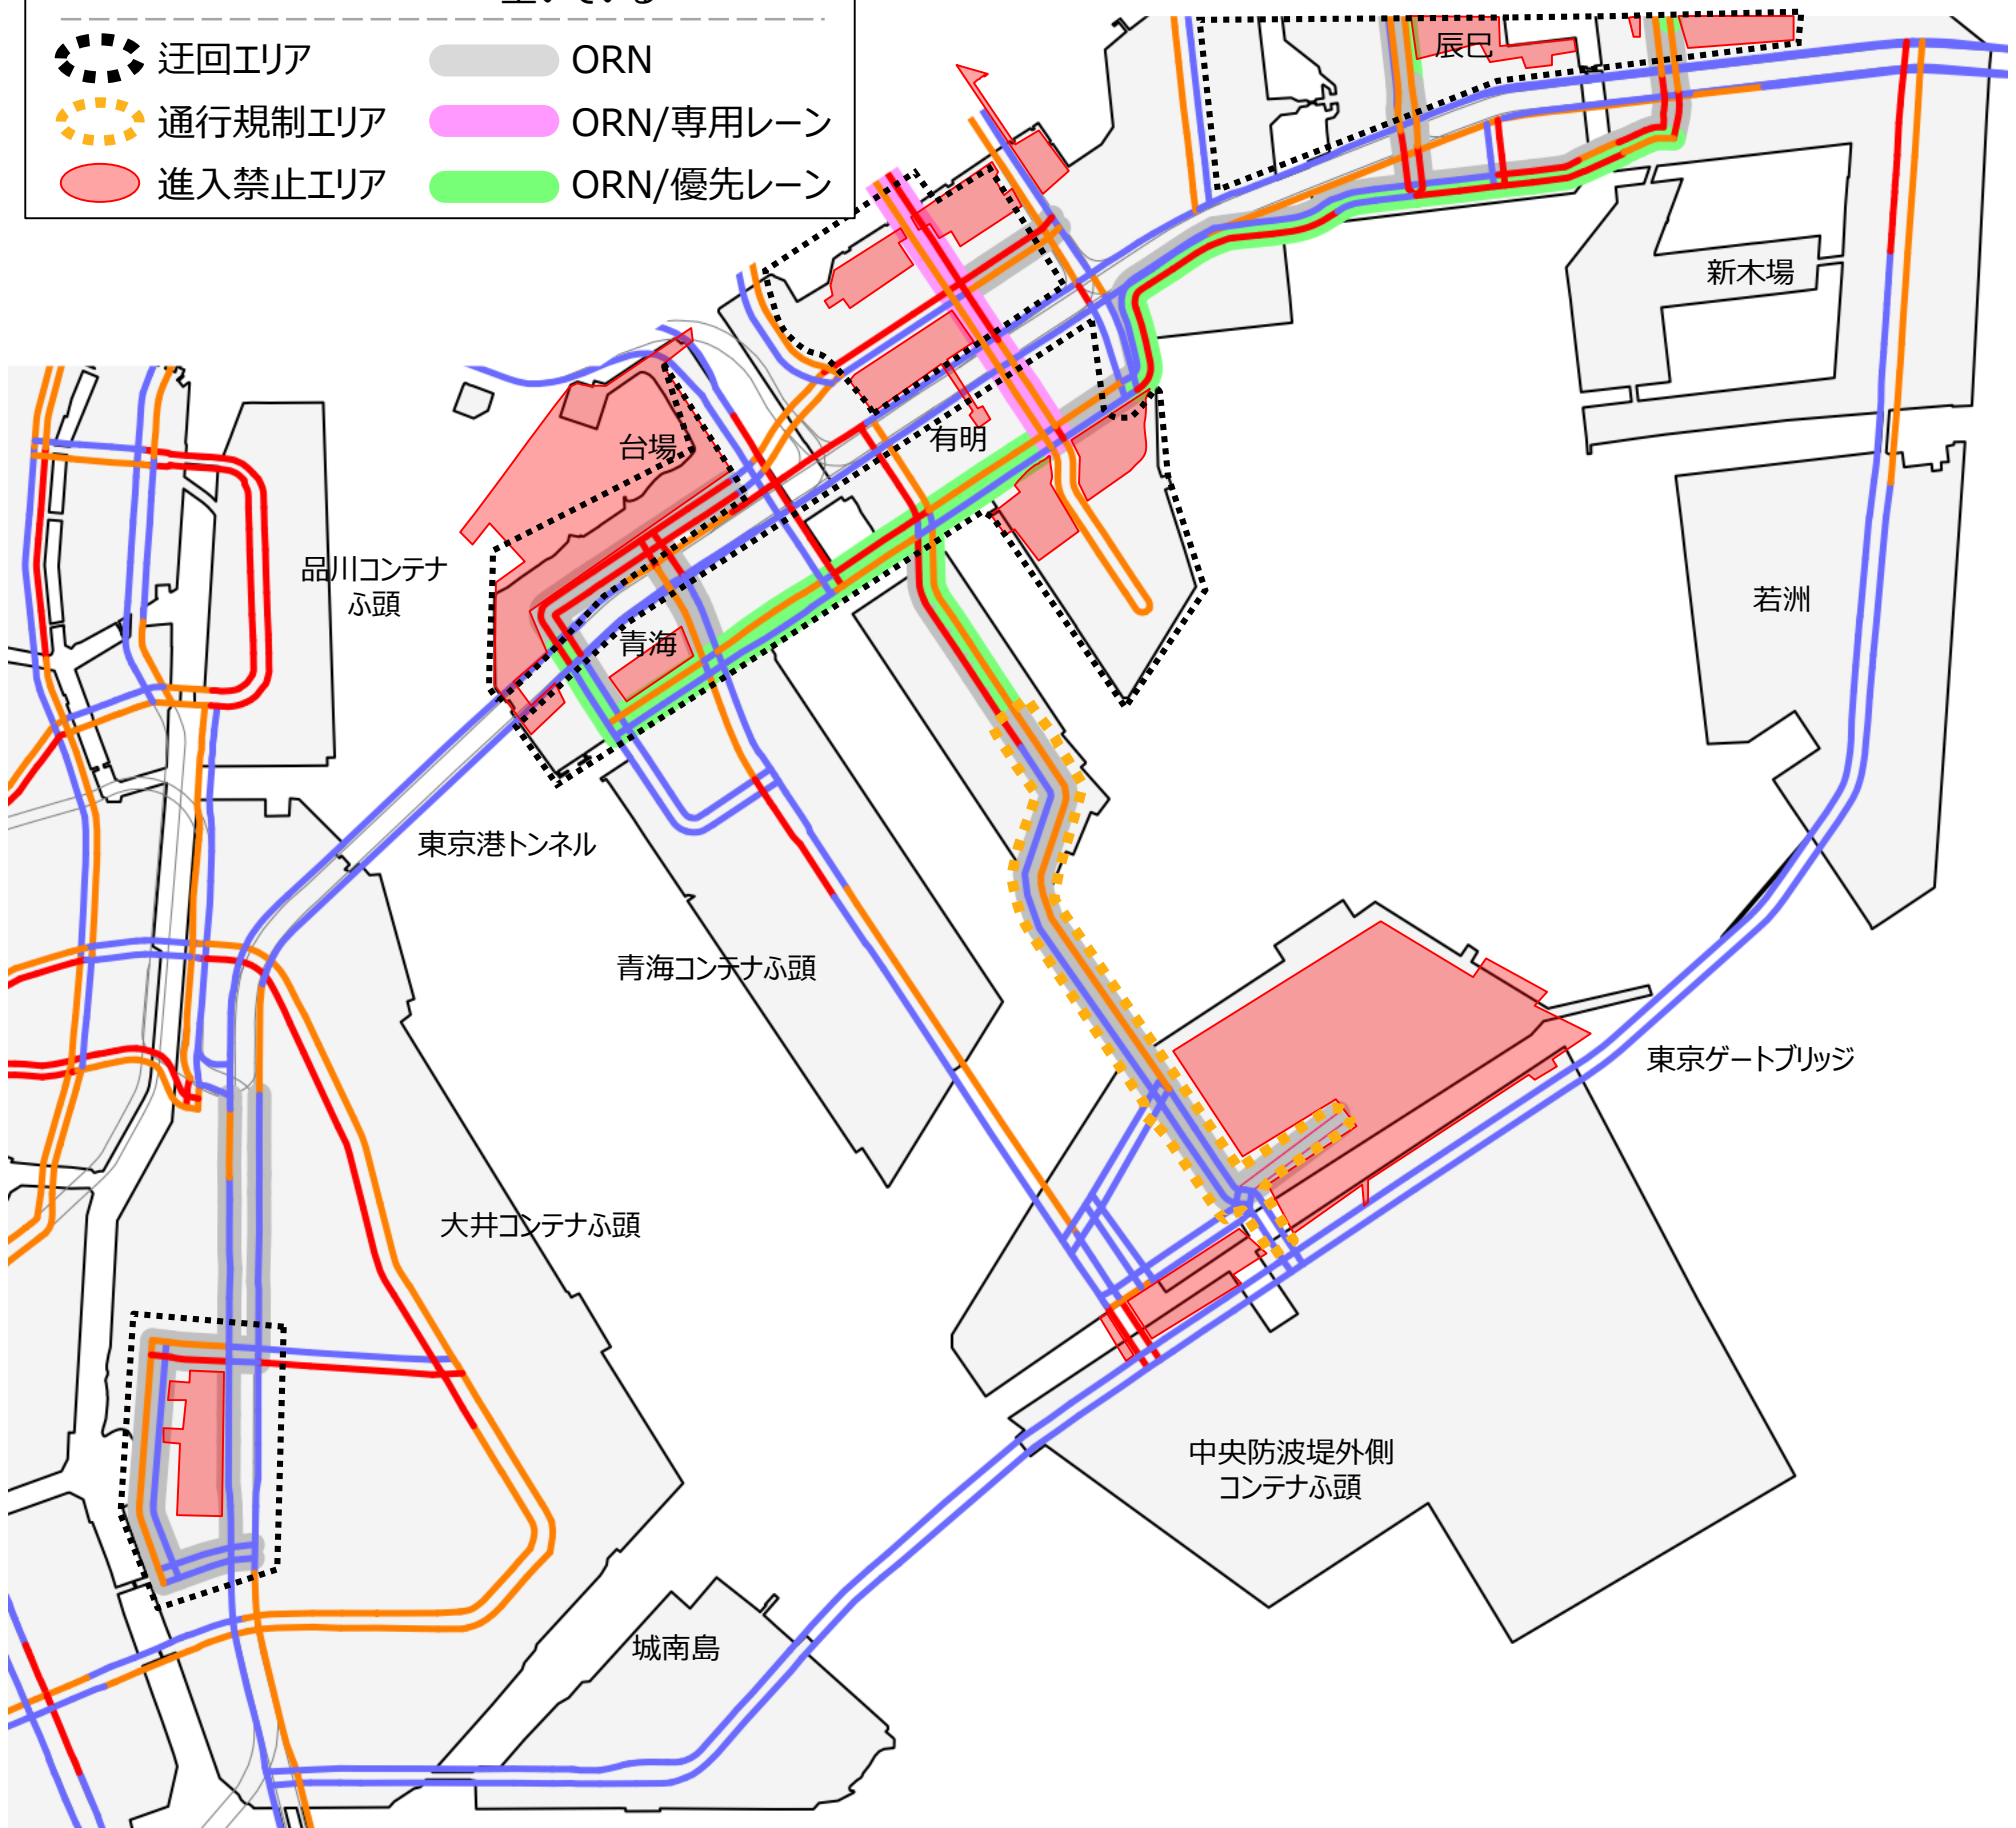 空いている
迂回エリア
ORN
通行規制エリア
ORN/専用レーン
進入禁止エリア
ORN/優先レーン
辰巳
新木場
有明
台場
品川コンテナ
ふ頭
青海
若洲
東京港トンネル
青海コンテナふ頭
東京ゲートブリッジ
大井コンテナふ頭
中央防波堤外側
コンテナふ頭
城南島